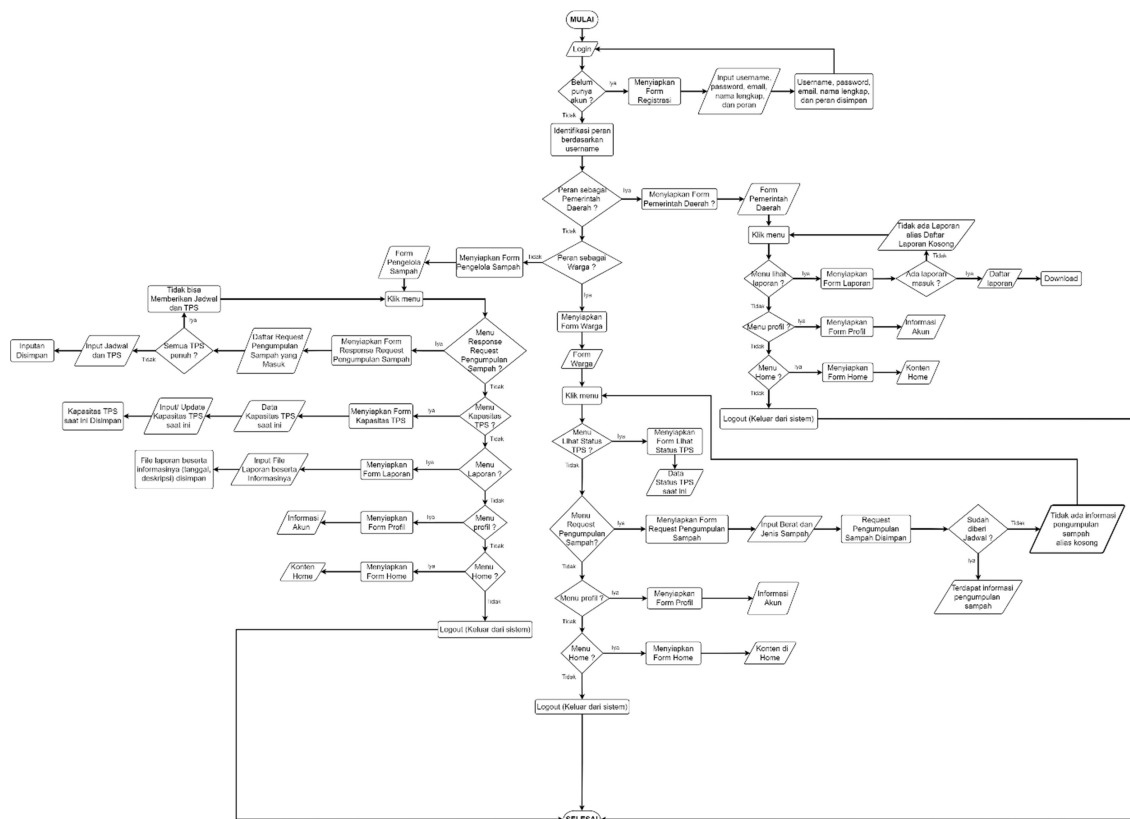 MULAI
Login
Belum
punya
akun ?
Iya
Menyiapkan
Form
Registrasi
Input username,
password, email,
nama lengkap,
dan peran
Username, password,
email, nama lengkap,
dan peran disimpan
Tidak
Identifikasi peran
berdasarkan
username
Peran sebagai
Pemerintah
Daerah ?
Iya
Menyiapkan Form
Pemerintah Daerah ?
Form
Pemerintah
Daerah
Tidak
Klik menu
Tidak ada Laporan
alias Daftar
Laporan Kosong
Tidak
Menu lihat
laporan ?
Iya
Menyiapkan
Form Laporan
Ada laporan
masuk ?
Iya
Daftar
laporan
Download
Tidak
Menu profil ?
Iya
Menyiapkan
Form Profil
Informasi
Akun
Tidak
Menu
Home ?
Iya
Menyiapkan
Form Home
Konten
Home
Tidak
Logout (Keluar dari sistem)
Peran sebagai
Warga ?
Tidak
Menyiapkan Form
Pengelola Sampah
Form
Pengelola
Sampah
Klik menu
Tidak bisa
Memberikan Jadwal
dan TPS
Iya
Menu
Response
Request
Pengumpulan
Sampah ?
Iya
Menyiapkan Form
Response Request
Pengumpulan Sampah
Daftar Request
Pengumpulan
Sampah yang
Masuk
Semua TPS
penuh ?
Tidak
Input Jadwal
dan TPS
Inputan
Disimpan
Tidak
Menu
Kapasitas
TPS ?
Iya
Menyiapkan Form
Kapasitas TPS
Data
Kapasitas TPS
saat ini
Input/ Update
Kapasitas TPS
saat ini
Kapasitas TPS
saat Ini Disimpan
Tidak
Menu
Laporan ?
Iya
Menyiapkan
Form Laporan
Input File
Laporan beserta
Informasinya
File laporan beserta
informasinya (tanggal,
deskripsi) disimpan
Tidak
Menu
profil ?
Iya
Menyiapkan
Form Profil
Informasi
Akun
Tidak
Menu
Home ?
Iya
Menyiapkan
Form Home
Konten
Home
Tidak
Logout (Keluar dari sistem)
Iya
Menyiapkan
Form Warga
Form
Warga
Klik menu
Menu
Lihat Status
TPS ?
Iya
Menyiapkan
Form Lihat
Status TPS
Data
Status TPS
saat ini
Tidak
Menu
Request
Pengumpulan
Sampah?
Iya
Menyiapkan Form
Request Pengumpulan
Sampah
Input Berat dan
Jenis Sampah
Request
Pengumpulan
Sampah Disimpan
Sudah
diberi
Jadwal ?
Tidak
Tidak ada informasi
pengumpulan
sampah
alias kosong
Iya
Terdapat informasi
pengumpulan
sampah
Tidak
Menu profil ?
Iya
Menyiapkan
Form Profil
Informasi
Akun
Tidak
Menu
Home ?
Iya
Menyiapkan
Form Home
Konten di
Home
Tidak
Logout (Keluar dari sistem)
SELESAI